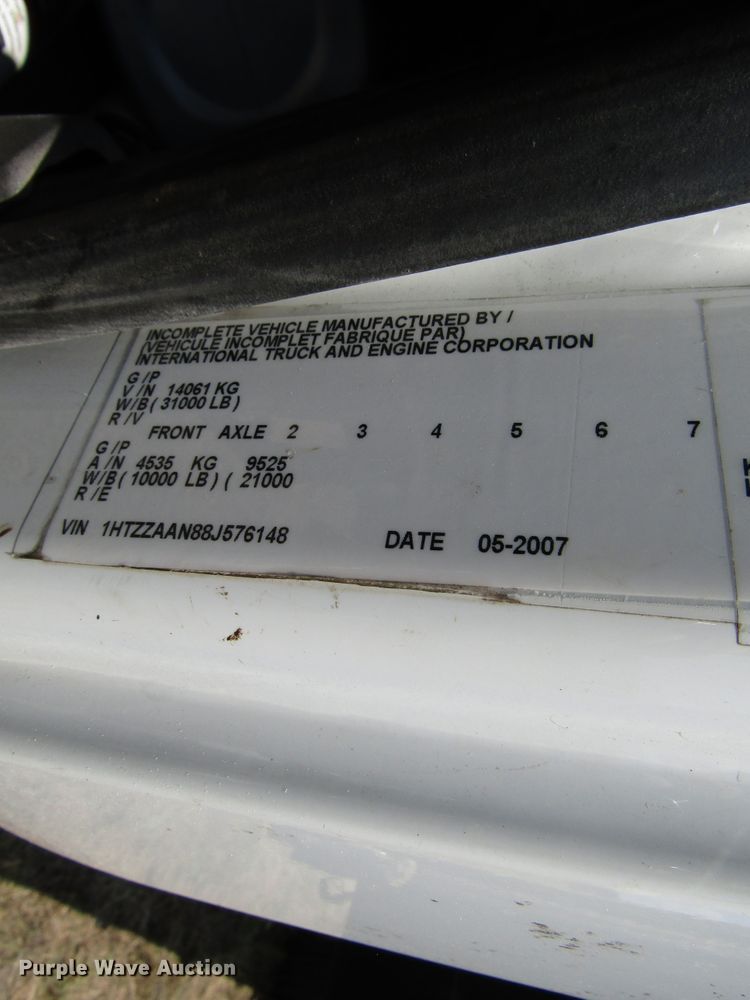 INCOMPLETE VEHICLE MANUFACTURED BY /
(VEHICULE INCOMPLET FABRIQUE PAR)
INTERNATIONAL TRUCK AND ENGINE CORPORATION
G /P
V /N 14061 KG
W/B ( 31000 LB )
R /V
FRONT AXLE 2 3 4 5 6 7
G /P
A /N 4535 KG 9525
W/B ( 10000 LB ) ( 21000
R /E
VIN 1HTZZAAN88J576148 DATE 05-2007
Purple Wave Auction